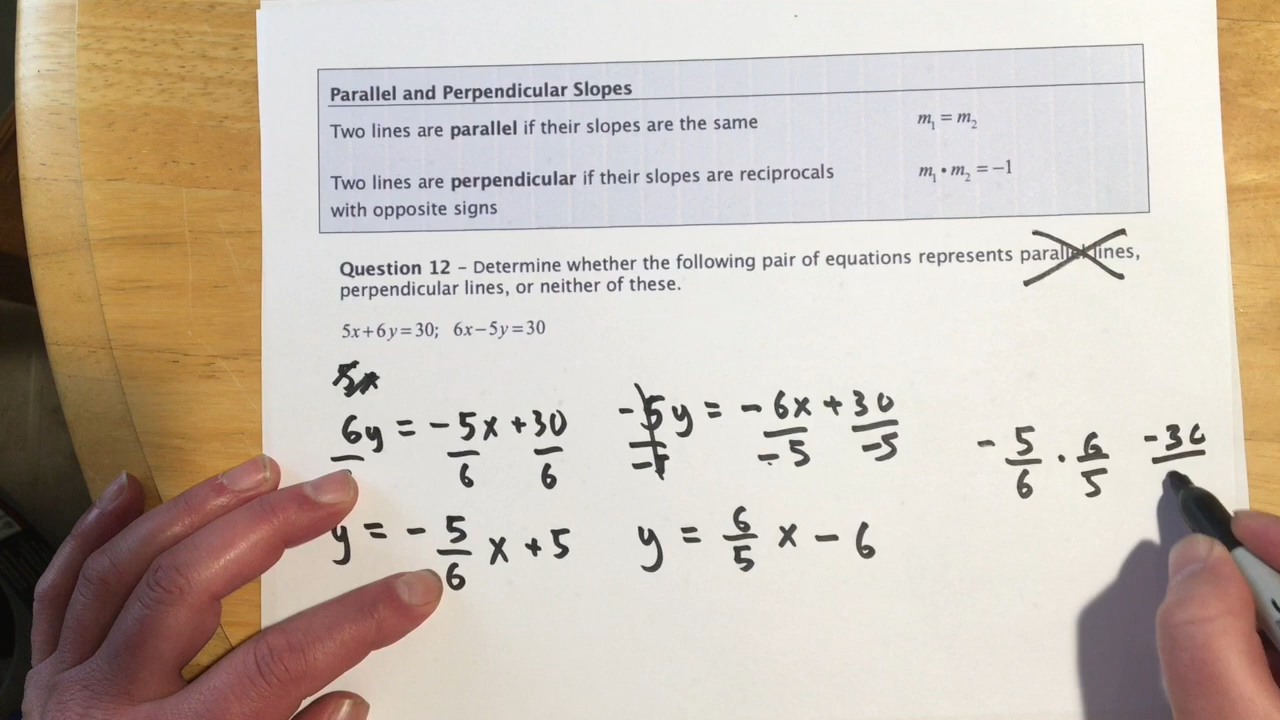 Parallel and Perpendicular Slopes
Two lines are parallel if their slopes are the same m₁ = m₂
Two lines are perpendicular if their slopes are reciprocals m₁ • m₂ = −1
with opposite signs
Question 12 – Determine whether the following pair of equations represents parallel lines,
perpendicular lines, or neither of these.
5x+6y=30; 6x−5y=30
5x
6y = -5x + 30
6 6
-5y = -6x + 30
-5 -5 -5
y = -5/6 x + 5
y = 6/5 x - 6
-5/6 · 6/5 -30